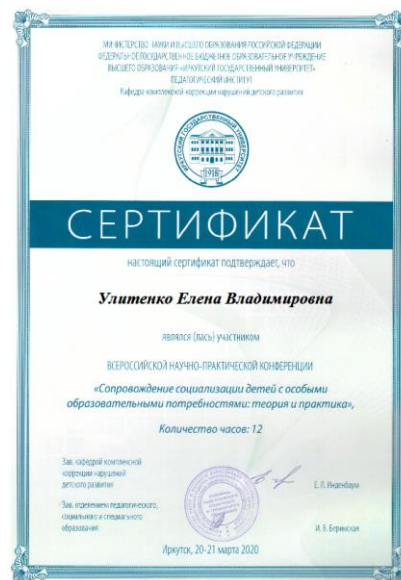 МИНИСТЕРСТВО НАУКИ И ВЫСШЕГО ОБРАЗОВАНИЯ РОССИЙСКОЙ ФЕДЕРАЦИИ
ФЕДЕРАЛЬНОЕ ГОСУДАРСТВЕННОЕ БЮДЖЕТНОЕ ОБРАЗОВАТЕЛЬНОЕ УЧРЕЖДЕНИЕ
ВЫСШЕГО ОБРАЗОВАНИЯ «ИРКУТСКИЙ ГОСУДАРСТВЕННЫЙ УНИВЕРСИТЕТ»
ПЕДАГОГИЧЕСКИЙ ИНСТИТУТ
Кафедра комплексной коррекции нарушений детского развития
ИРКУТСКИЙ ГОСУДАРСТВЕННЫЙ УНИВЕРСИТЕТ
1918
СЕРТИФИКАТ
настоящий сертификат подтверждает, что
Улитенко Елена Владимировна
являлся (лась) участником
ВСЕРОССИЙСКОЙ НАУЧНО-ПРАКТИЧЕСКОЙ КОНФЕРЕНЦИИ
«Сопровождение социализации детей с особыми
образовательными потребностями: теория и практика»,
Количество часов: 12
Зав. кафедрой комплексной
коррекции нарушений
детского развития
Е. Л. Инденбаум
Зав. отделением педагогического,
социального и специального
образования
И. В. Беринская
Иркутск, 20-21 марта 2020